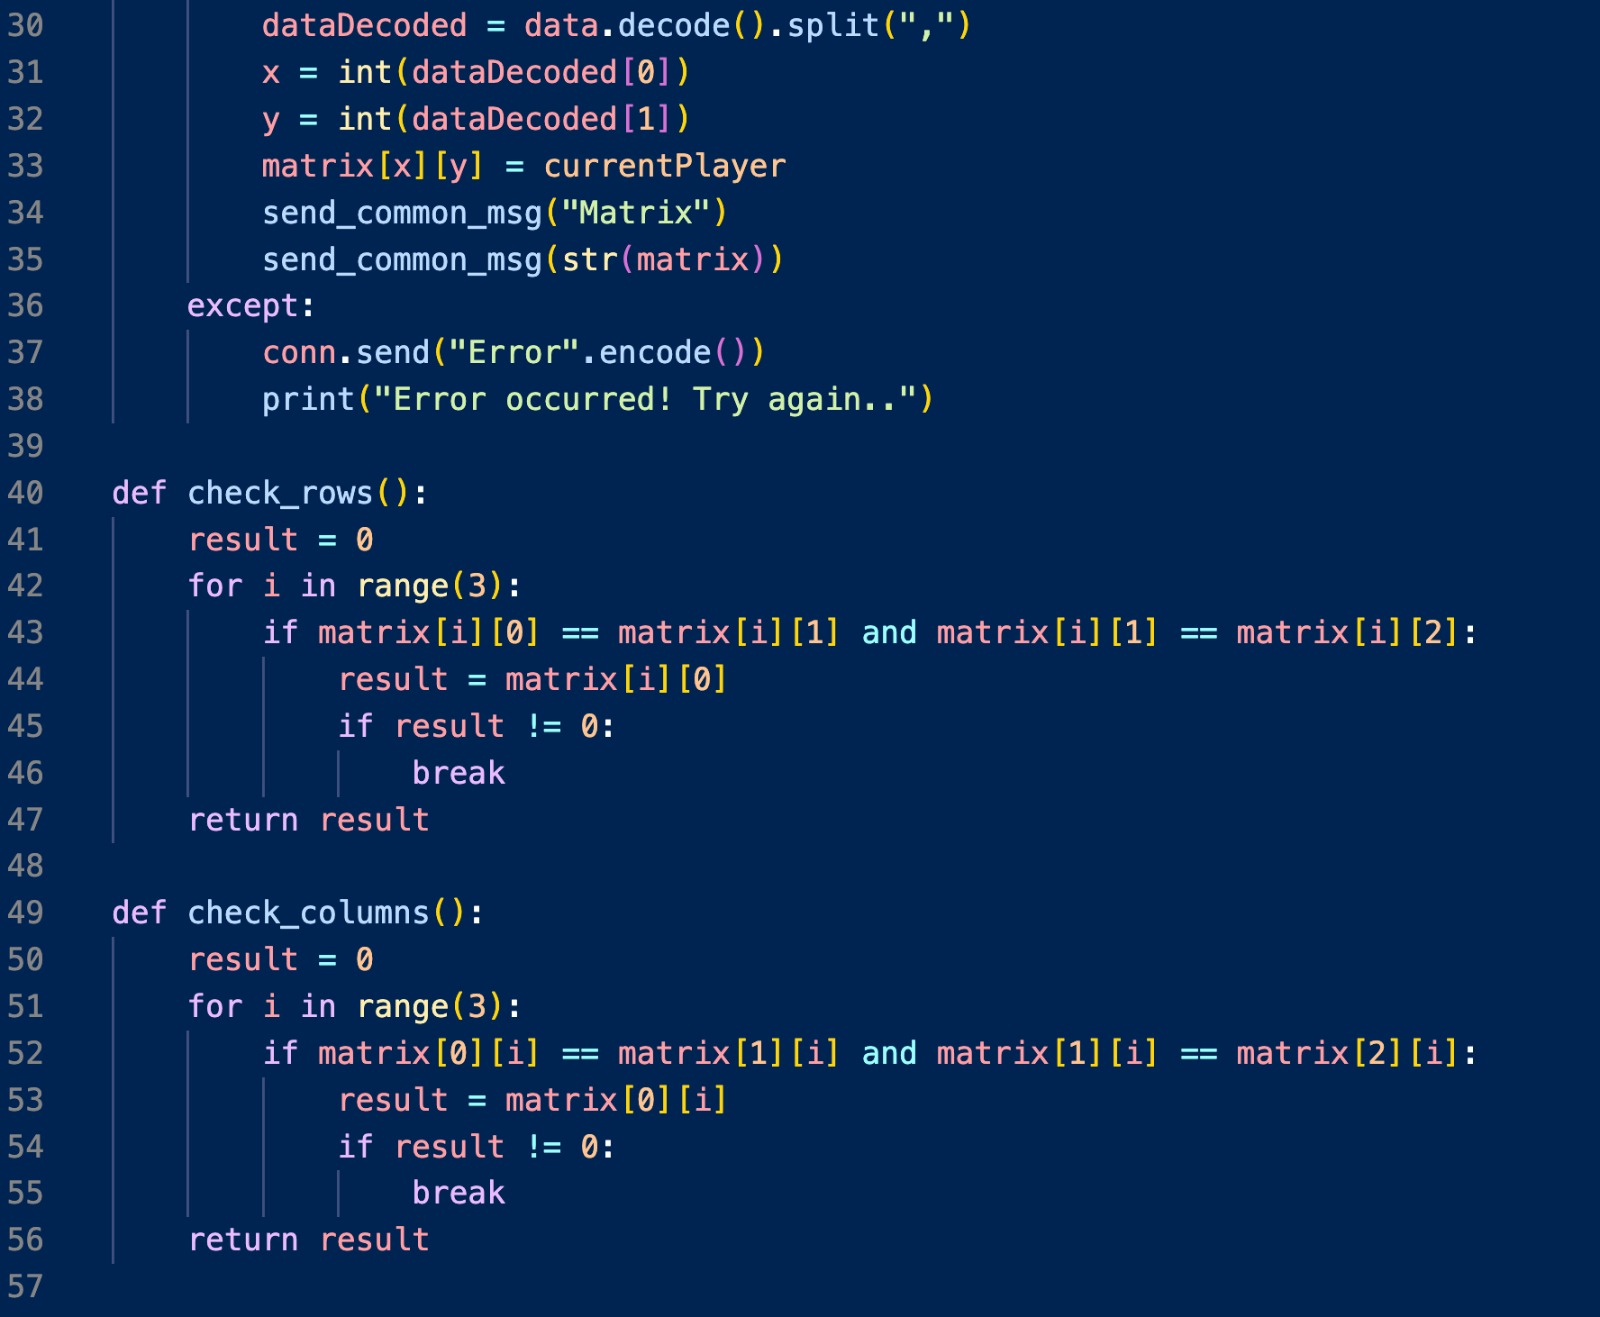 30 dataDecoded = data.decode().split(",")
31 x = int(dataDecoded[0])
32 y = int(dataDecoded[1])
33 matrix[x][y] = currentPlayer
34 send_common_msg("Matrix")
35 send_common_msg(str(matrix))
36 except:
37 conn.send("Error".encode())
38 print("Error occurred! Try again..")
39
40 def check_rows():
41 result = 0
42 for i in range(3):
43 if matrix[i][0] == matrix[i][1] and matrix[i][1] == matrix[i][2]:
44 result = matrix[i][0]
45 if result != 0:
46 break
47 return result
48
49 def check_columns():
50 result = 0
51 for i in range(3):
52 if matrix[0][i] == matrix[1][i] and matrix[1][i] == matrix[2][i]:
53 result = matrix[0][i]
54 if result != 0:
55 break
56 return result
57